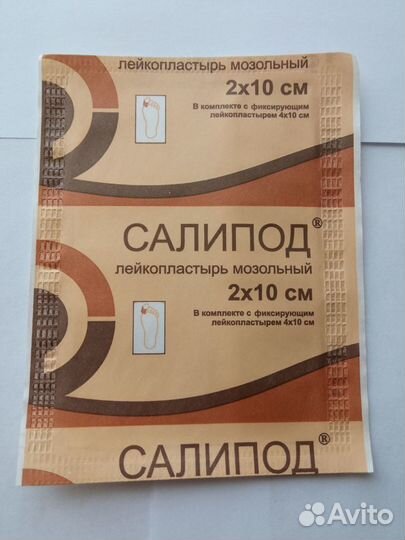 лейкопластырь мозольный
2х10 см
В комплекте с фиксирующим
лейкопластырем 4х10 см
САЛИПОД®
лейкопластырь мозольный
2х10 см
В комплекте с фиксирующим
лейкопластырем 4х10 см
САЛИПОД®
Avito